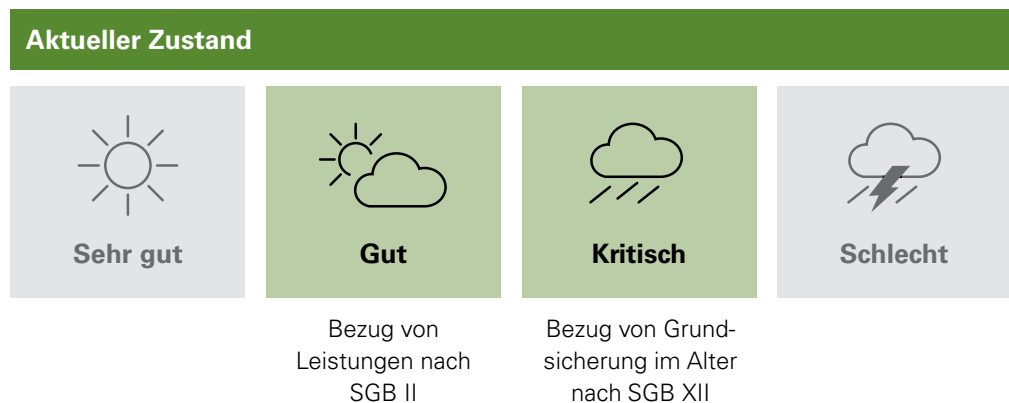 Aktueller Zustand
Sehr gut
Gut
Kritisch
Schlecht
Bezug von
Leistungen nach
SGB II
Bezug von Grund-
sicherung im Alter
nach SGB XII